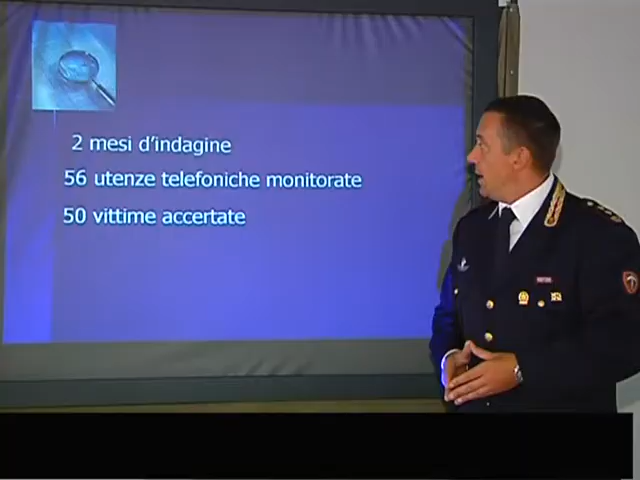 2 mesi d'indagine
56 utenze telefoniche monitorate
50 vittime accertate